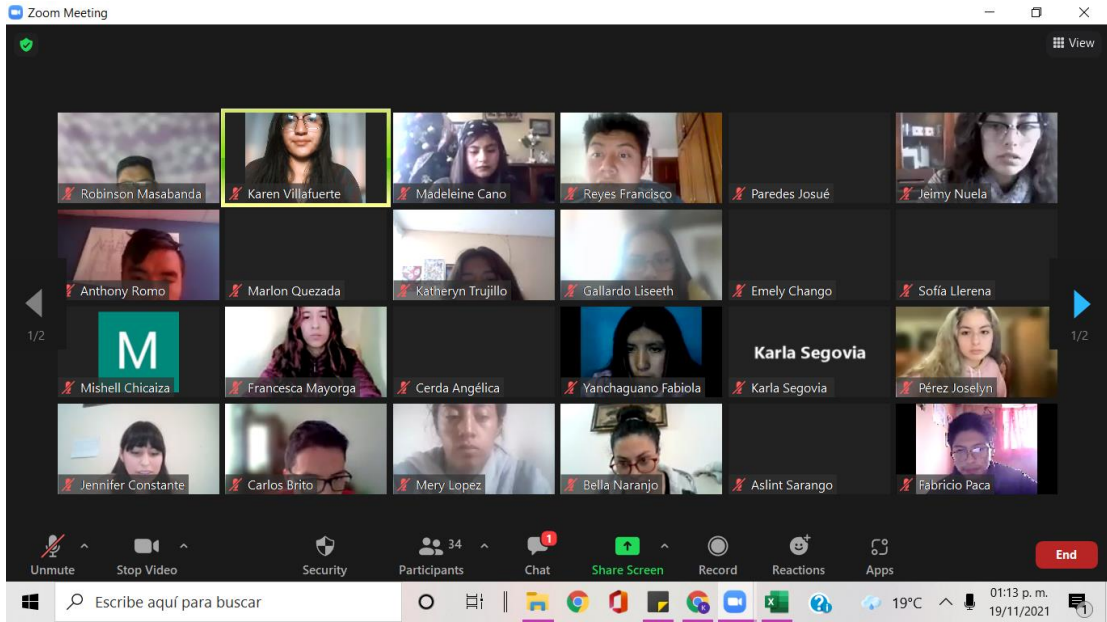 Zoom Meeting
View
Robinson Masabanda
Karen Villafuerte
Madeleine Cano
Reyes Francisco
Paredes Josué
Jeimy Nuela
Anthony Romo
Marlon Quezada
Katheryn Trujillo
Gallardo Liseeth
Emely Chango
Sofía Llerena
1/2
1/2
M
Karla Segovia
Mishell Chicaiza
Francesca Mayorga
Cerda Angélica
Yanchaguano Fabiola
Karla Segovia
Pérez Joselyn
Jennifer Constante
Carlos Brito
Mery Lopez
Bella Naranjo
Aslint Sarango
Fabricio Paca
34
1
Unmute
Stop Video
Security
Participants
Chat
Share Screen
Record
Reactions
Apps
End
Escribe aquí para buscar
19°C
01:13 p. m.
19/11/2021
1